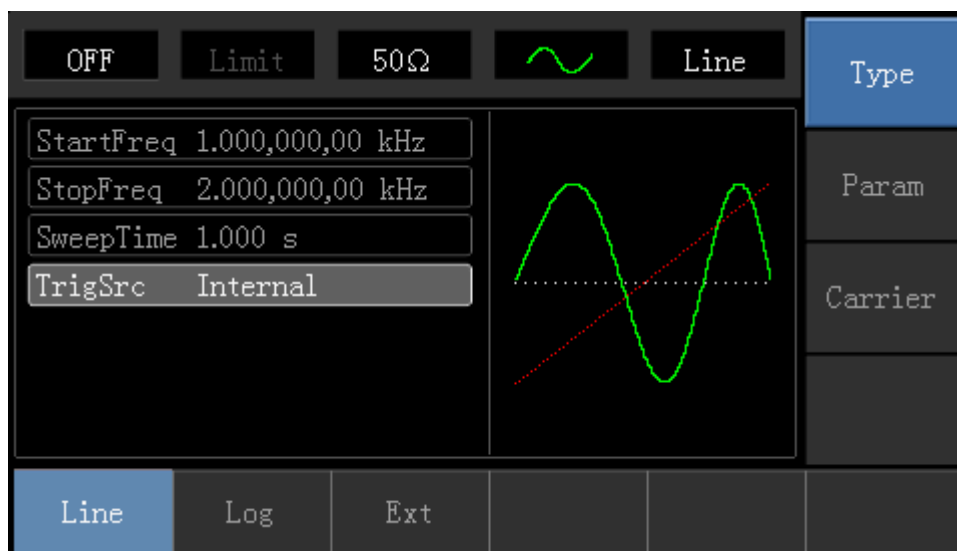 OFF Limit 50Ω Line
Type
StartFreq 1.000,000,00 kHz
StopFreq 2.000,000,00 kHz
SweepTime 1.000 s
TrigSrc Internal
Param
Carrier
Line Log Ext